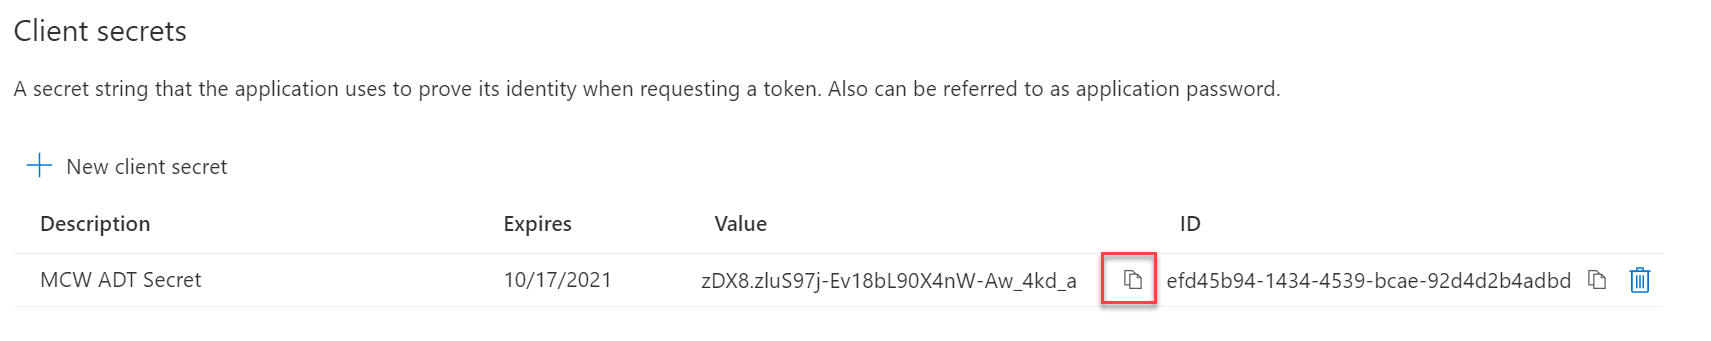 Client secrets
A secret string that the application uses to prove its identity when requesting a token. Also can be referred to as application password.
New client secret
Description Expires Value ID
MCW ADT Secret 10/17/2021 zDX8.zluS97j-Ev18bL90X4nW-Aw_4kd_a efd45b94-1434-4539-bcae-92d4d2b4adbd